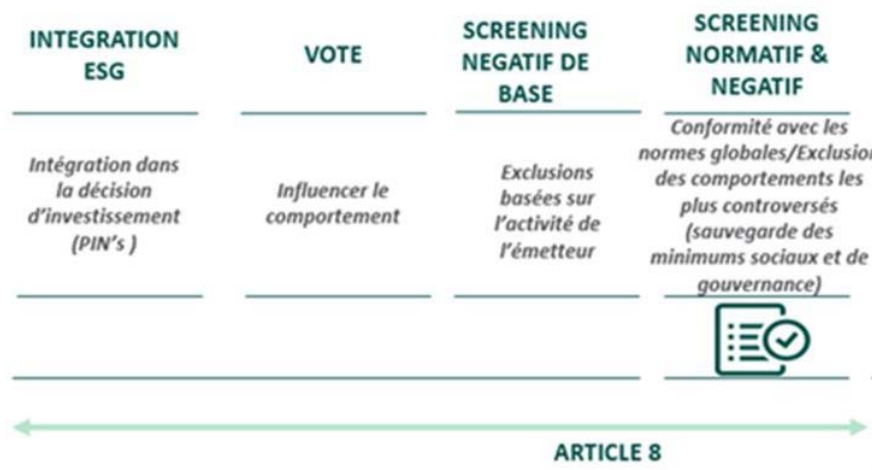 INTEGRATION
ESG
Intégration dans
la décision
d'investissement
(PIN's )
VOTE
Influencer le
comportement
SCREENING
NEGATIF DE
BASE
Exclusions
basées sur
l'activité de
l'émetteur
SCREENING
NORMATIF &
NEGATIF
Conformité avec les
normes globales/Exclusion
des comportements les
plus controversés
(sauvegarde des
minimums sociaux et de
gouvernance)
ARTICLE 8